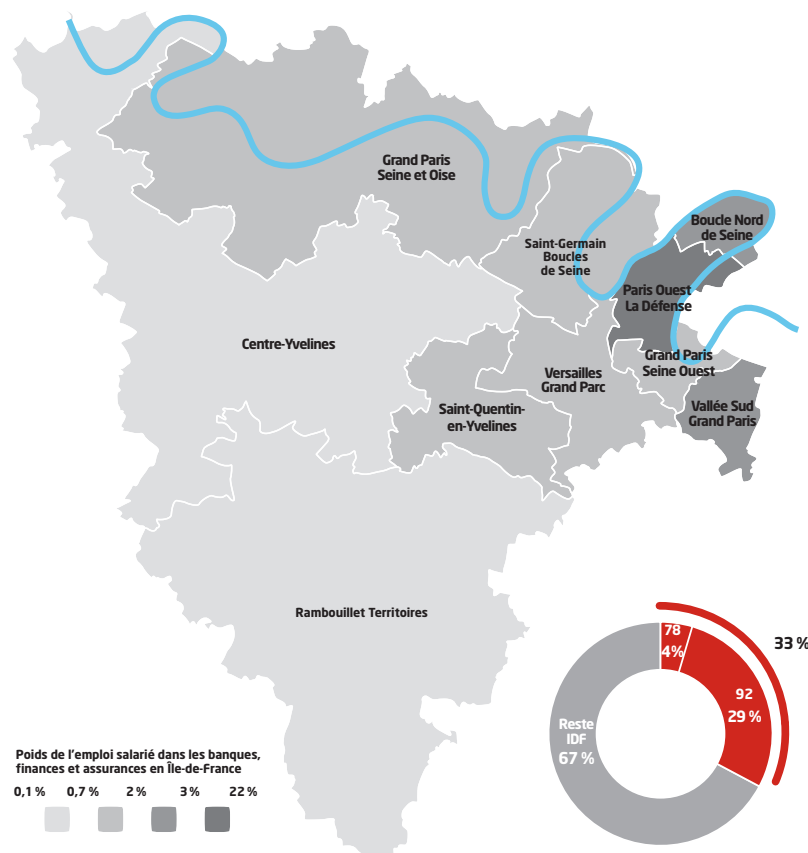 Grand Paris
Seine et Oise
Boucle Nord
de Seine
Saint-Germain
Boucles
de Seine
Paris Ouest
La Défense
Centre-Yvelines
Grand Paris
Seine Ouest
Versailles
Grand Parc
Saint-Quentin-
en-Yvelines
Vallée Sud
Grand Paris
Rambouillet Territoires
78
4%
33 %
92
29 %
Reste
IDF
67 %
Poids de l’emploi salarié dans les banques,
finances et assurances en Île-de-France
0,1 % 0,7 % 2 % 3 % 22 %